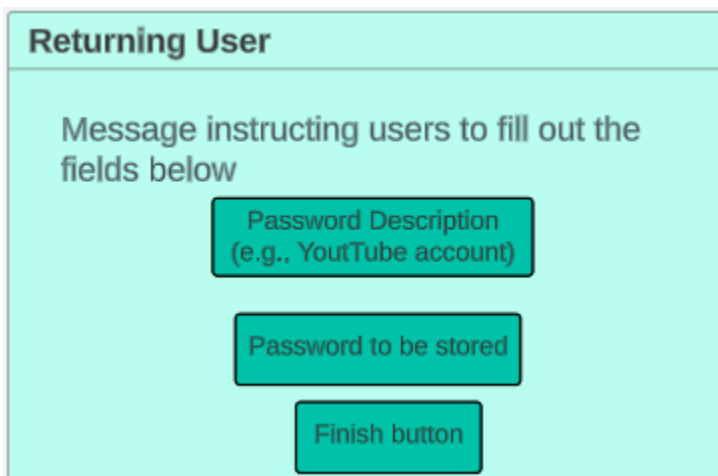 Returning User
Message instructing users to fill out the
fields below
Password Description
(e.g., YoutTube account)
Password to be stored
Finish button